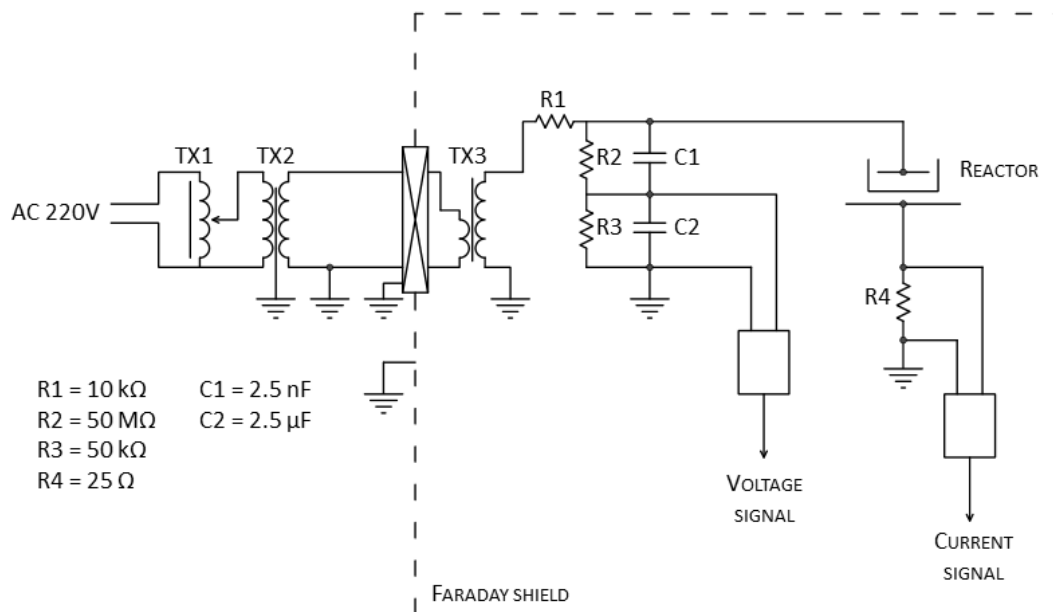 R1
TX1
TX2
TX3
R2
C1
REACTOR
AC 220V
R3
C2
R4
R1 = 10 kΩ
C1 = 2.5 nF
R2 = 50 MΩ
C2 = 2.5 µF
R3 = 50 kΩ
R4 = 25 Ω
VOLTAGE
SIGNAL
CURRENT
SIGNAL
FARADAY SHIELD